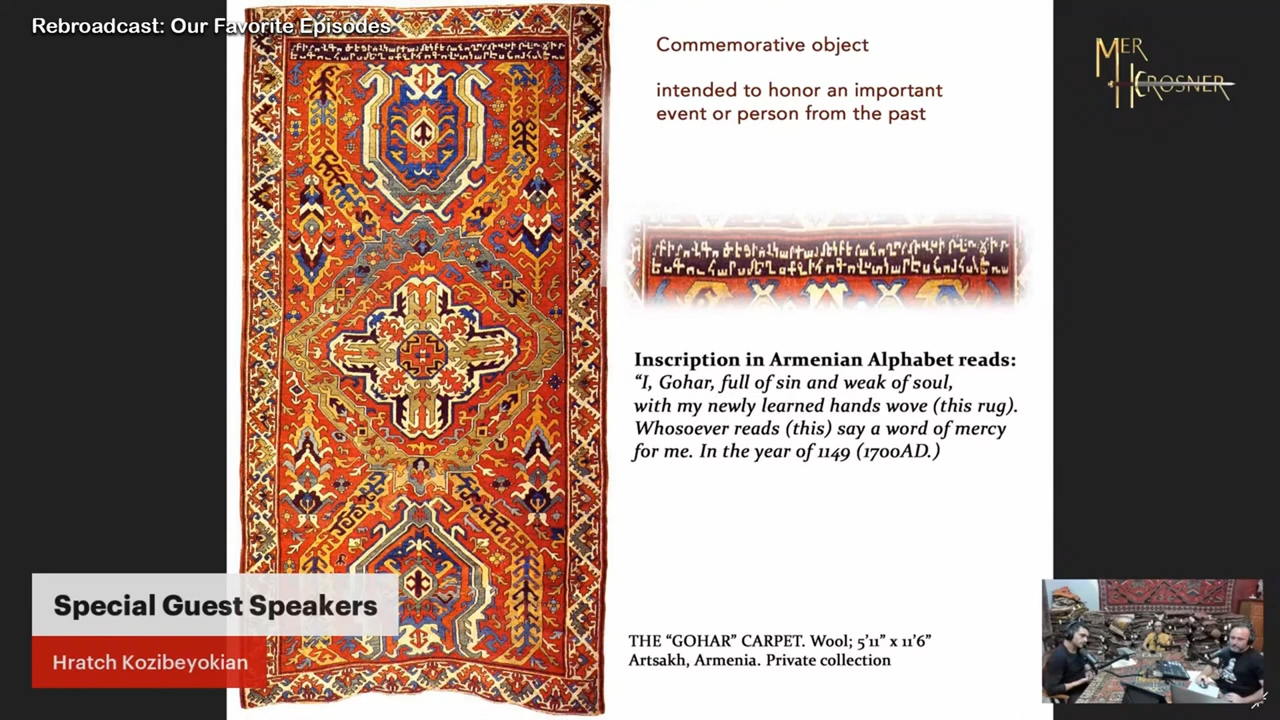 Rebroadcast: Our Favorite Episodes
Commemorative object
intended to honor an important
event or person from the past
MER
HEROSNER
Inscription in Armenian Alphabet reads:
“I, Gohar, full of sin and weak of soul,
with my newly learned hands wove (this rug).
Whosoever reads (this) say a word of mercy
for me. In the year of 1149 (1700AD.)
THE “GOHAR” CARPET. Wool; 5’11” x 11’6”
Artsakh, Armenia. Private collection
Special Guest Speakers
Hratch Kozibeyokian